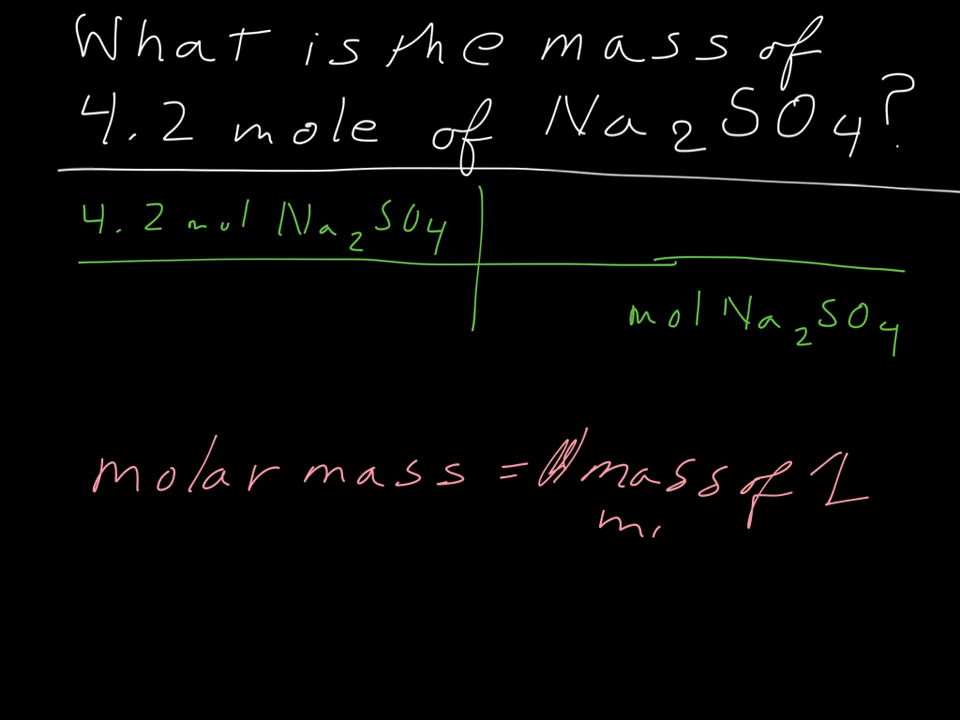 What is the mass of
4.2 mole of Na₂SO₄?
4.2 mol Na₂SO₄
mol Na₂SO₄
molar mass = mass of 1